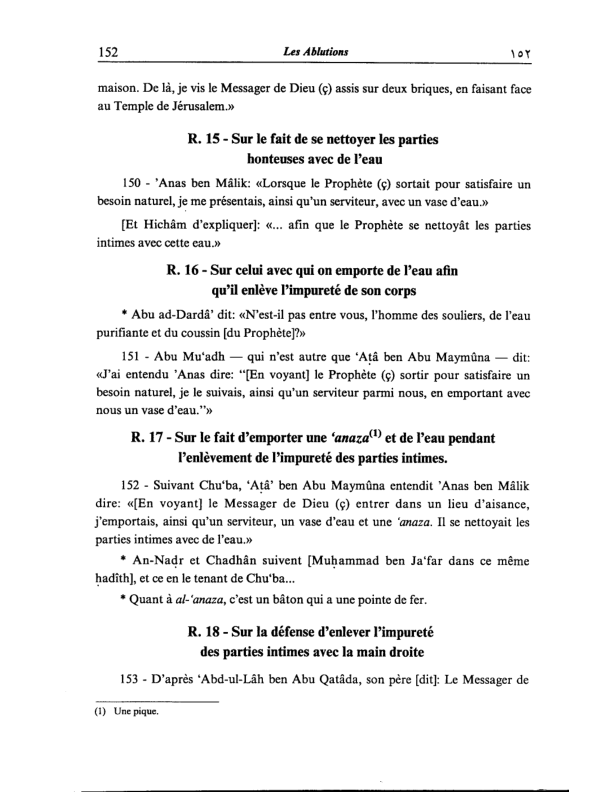 152 Les Ablutions ١٥٢
maison. De là, je vis le Messager de Dieu (ç) assis sur deux briques, en faisant face
au Temple de Jérusalem.»
R. 15 - Sur le fait de se nettoyer les parties
honteuses avec de l'eau
150 - 'Anas ben Mâlik: «Lorsque le Prophète (ç) sortait pour satisfaire un
besoin naturel, je me présentais, ainsi qu'un serviteur, avec un vase d'eau.»
[Et Hichâm d'expliquer]: «... afin que le Prophète se nettoyât les parties
intimes avec cette eau.»
R. 16 - Sur celui avec qui on emporte de l'eau afin
qu'il enlève l'impureté de son corps
* Abu ad-Dardâ' dit: «N'est-il pas entre vous, l'homme des souliers, de l'eau
purifiante et du coussin [du Prophète]?»
151 - Abu Mu‘adh — qui n'est autre que ‘Aṭâ ben Abu Maymûna — dit:
«J'ai entendu 'Anas dire: “[En voyant] le Prophète (ç) sortir pour satisfaire un
besoin naturel, je le suivais, ainsi qu'un serviteur parmi nous, en emportant avec
nous un vase d'eau.”»
R. 17 - Sur le fait d'emporter une ‘anaza(1) et de l'eau pendant
l'enlèvement de l'impureté des parties intimes.
152 - Suivant Chu‘ba, ‘Aṭâ' ben Abu Maymûna entendit 'Anas ben Mâlik
dire: «[En voyant] le Messager de Dieu (ç) entrer dans un lieu d'aisance,
j'emportais, ainsi qu'un serviteur, un vase d'eau et une ‘anaza. Il se nettoyait les
parties intimes avec de l'eau.»
* An-Naḍr et Chadhân suivent [Muḥammad ben Ja‘far dans ce même
ḥadîth], et ce en le tenant de Chu‘ba...
* Quant à al-‘anaza, c'est un bâton qui a une pointe de fer.
R. 18 - Sur la défense d'enlever l'impureté
des parties intimes avec la main droite
153 - D'après ‘Abd-ul-Lâh ben Abu Qatâda, son père [dit]: Le Messager de
(1) Une pique.